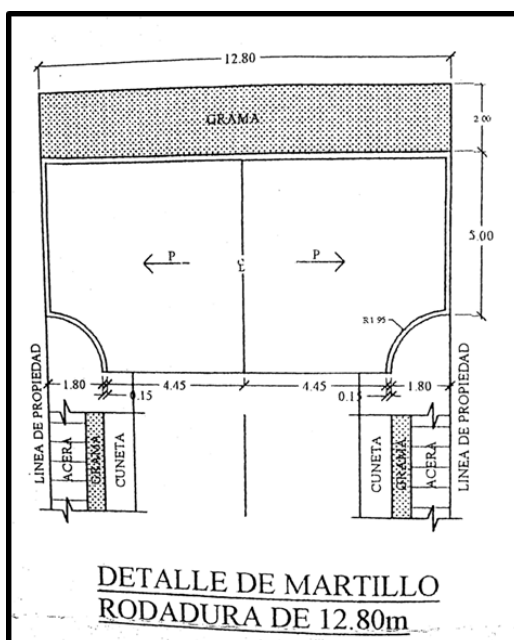 12.80
GRAMA
2.00
P
P
℄
5.00
R1.95
1.80
4.45
4.45
1.80
0.15
0.15
LINEA DE PROPIEDAD
ACERA
GRAMA
CUNETA
CUNETA
GRAMA
ACERA
LINEA DE PROPIEDAD
DETALLE DE MARTILLO
RODADURA DE 12.80m